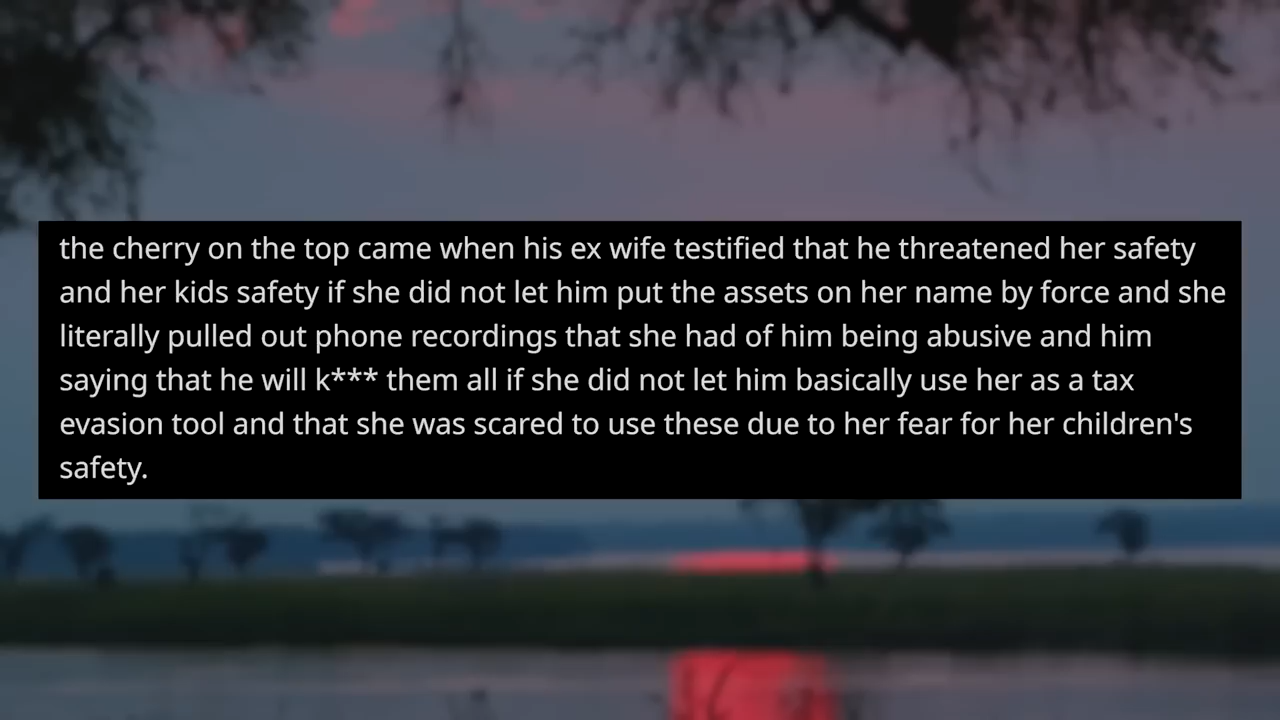 the cherry on the top came when his ex wife testified that he threatened her safety
and her kids safety if she did not let him put the assets on her name by force and she
literally pulled out phone recordings that she had of him being abusive and him
saying that he will k*** them all if she did not let him basically use her as a tax
evasion tool and that she was scared to use these due to her fear for her children's
safety.